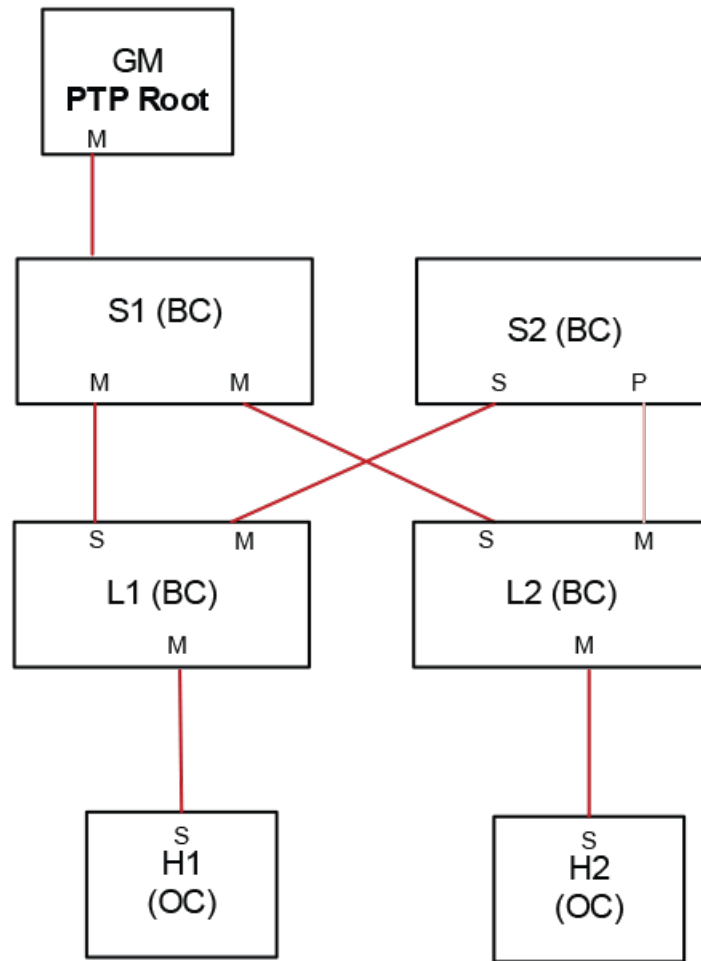 GM
PTP Root
M
S1 (BC)
M M
S2 (BC)
S P
S M
L1 (BC)
M
S M
L2 (BC)
M
S
H1
(OC)
S
H2
(OC)